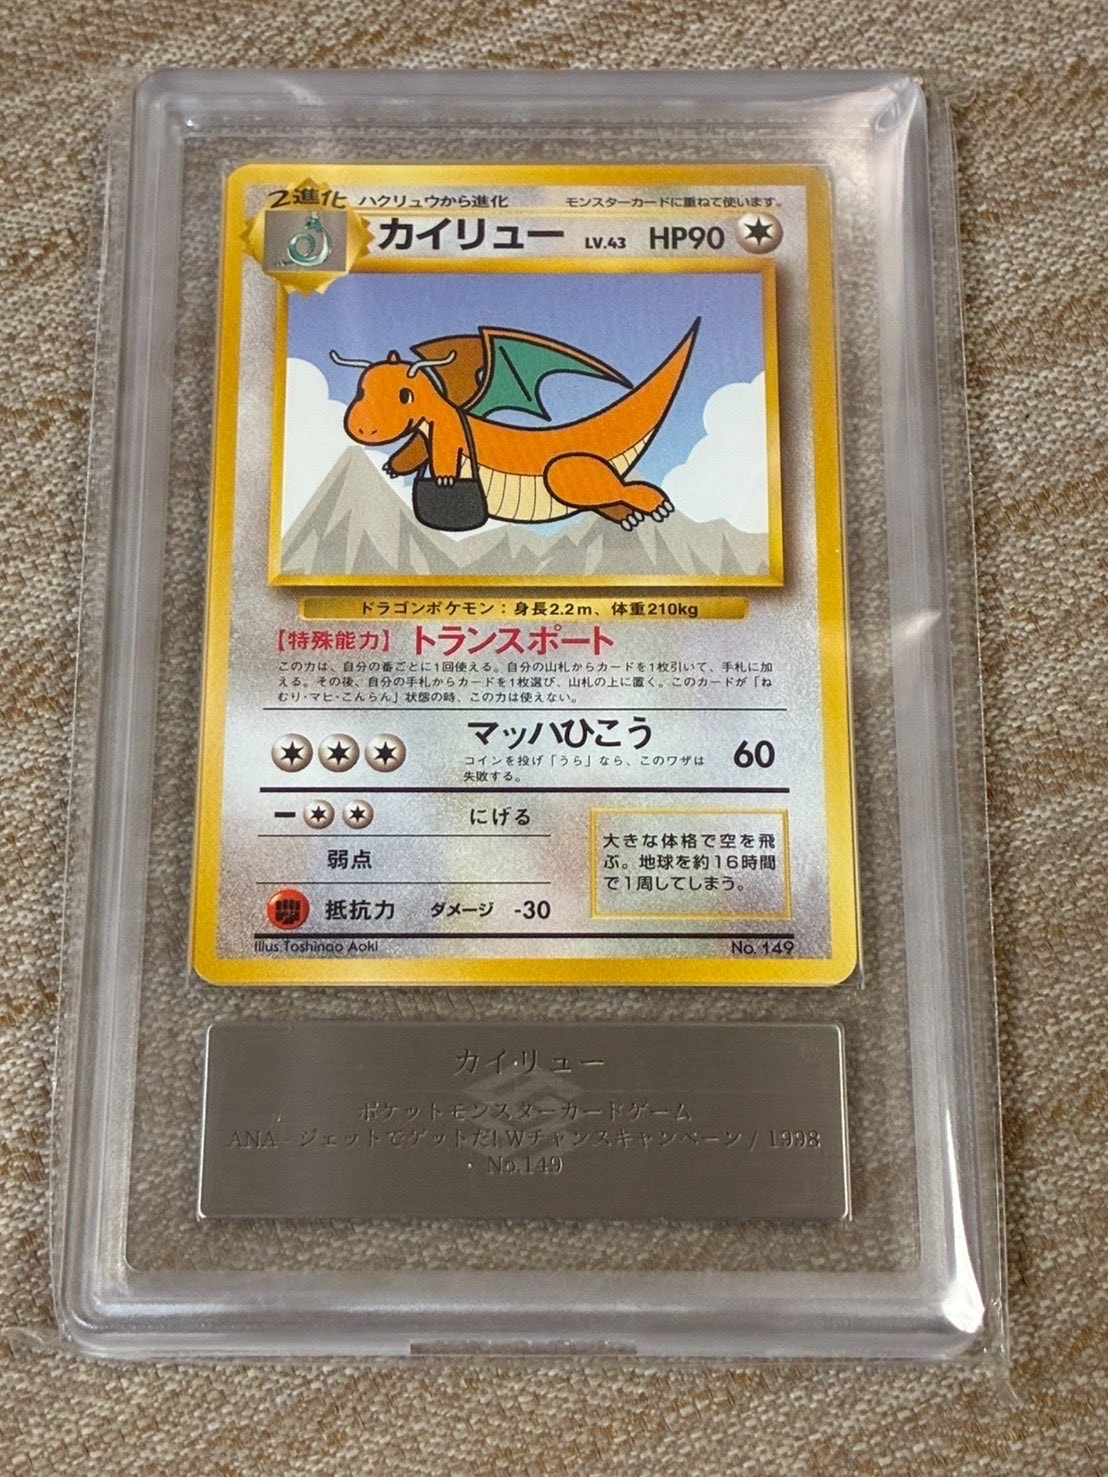 2進化 ハクリュウから進化 モンスターカードに重ねて使います。
カイリュー LV.43 HP90
ドラゴンポケモン：身長2.2m、体重210kg
【特殊能力】トランスポート
この力は、自分の番ごとに1回使える。自分の山札からカードを1枚引いて、手札に加
える。その後、自分の手札からカードを1枚選び、山札の上に置く。このカードが「ね
むり・マヒ・こんらん」状態の時、この力は使えない。
マッハひこう 60
コインを投げ「うら」なら、このワザは
失敗する。
ー にげる
弱点
抵抗力 ダメージ -30
大きな体格で空を飛
ぶ。地球を約16時間
で1周してしまう。
Illus.Toshinao Aoki No. 149
カイリュー
ポケットモンスターカードゲーム
ANA - ジェットでゲットだ! Wチャンスキャンペーン / 1998
No.149